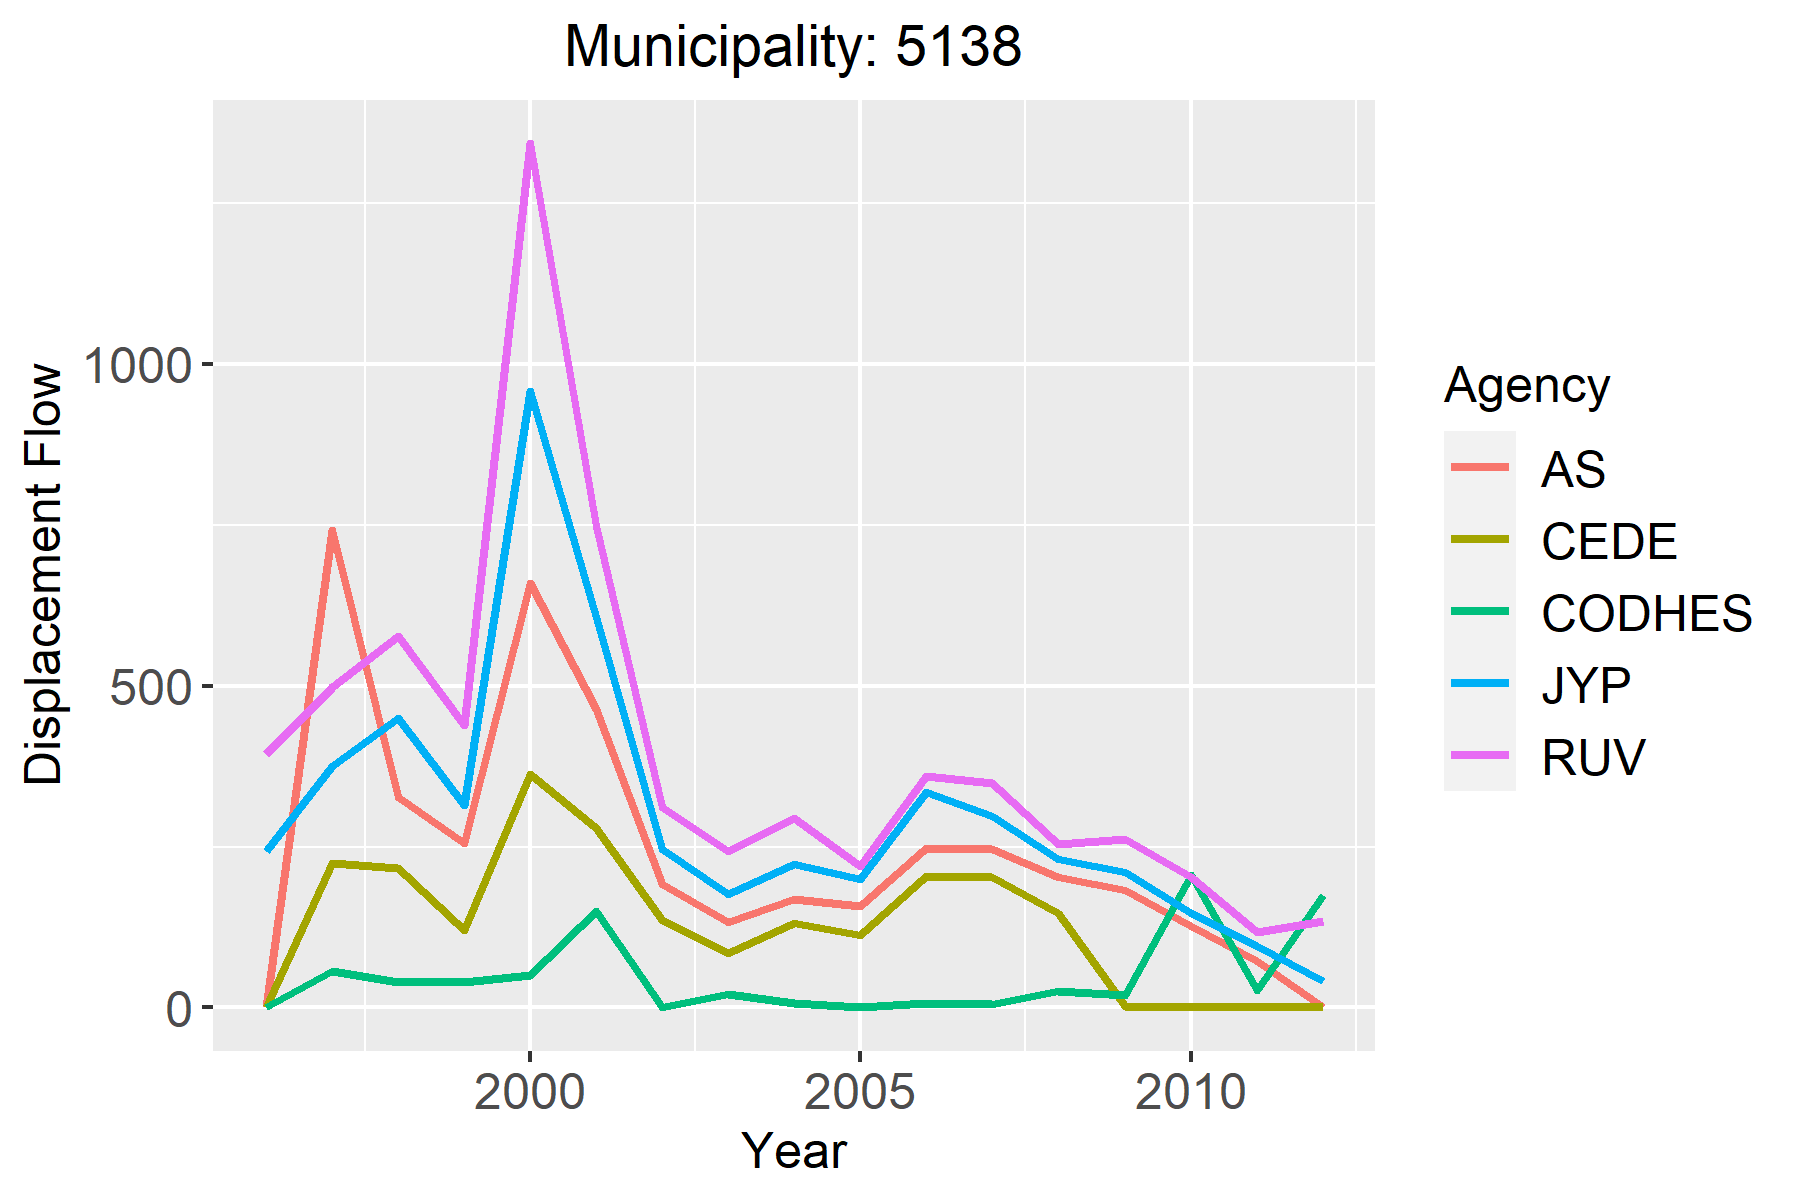 Municipality: 5138
Displacement Flow
1000
500
0
2000 2005 2010
Year
Agency
AS
CEDE
CODHES
JYP
RUV